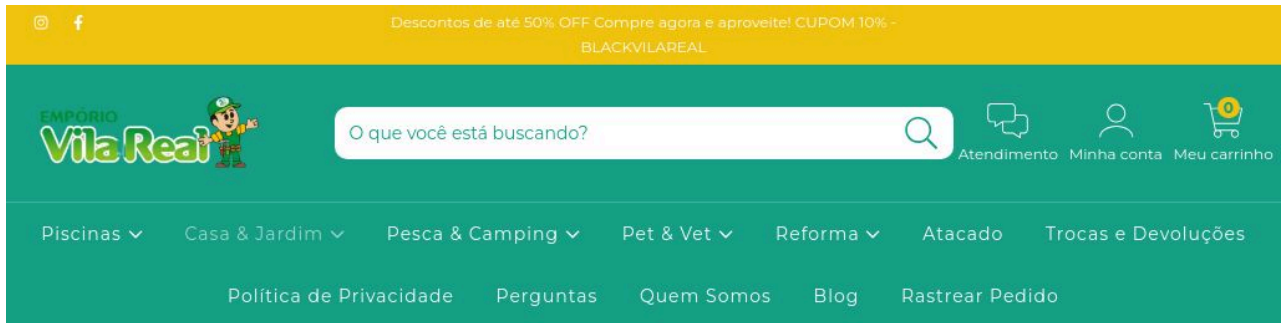 Descontos de até 50% OFF Compre agora e aproveite! CUPOM 10% -
BLACKVILAREAL
EMPÓRIO
Vila Real
O que você está buscando?
0
Atendimento Minha conta Meu carrinho
Piscinas Casa & Jardim Pesca & Camping Pet & Vet Reforma Atacado Trocas e Devoluções
Política de Privacidade Perguntas Quem Somos Blog Rastrear Pedido